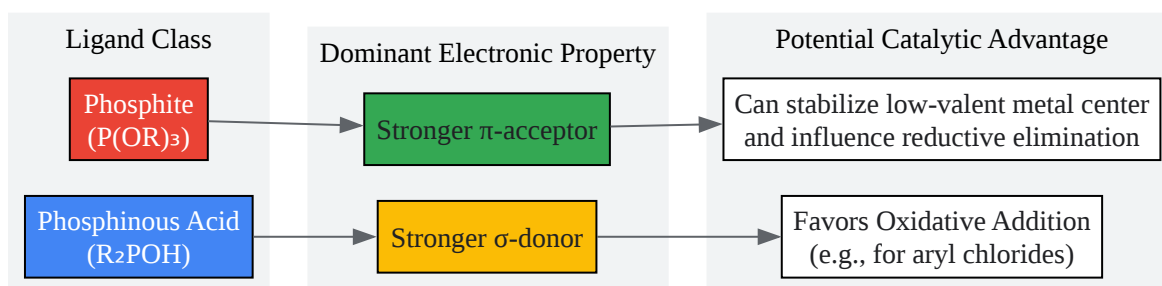 Ligand Class
Phosphite
(P(OR)₃)
Phosphinous Acid
(R₂POH)
Dominant Electronic Property
Stronger π-acceptor
Stronger σ-donor
Potential Catalytic Advantage
Can stabilize low-valent metal center
and influence reductive elimination
Favors Oxidative Addition
(e.g., for aryl chlorides)